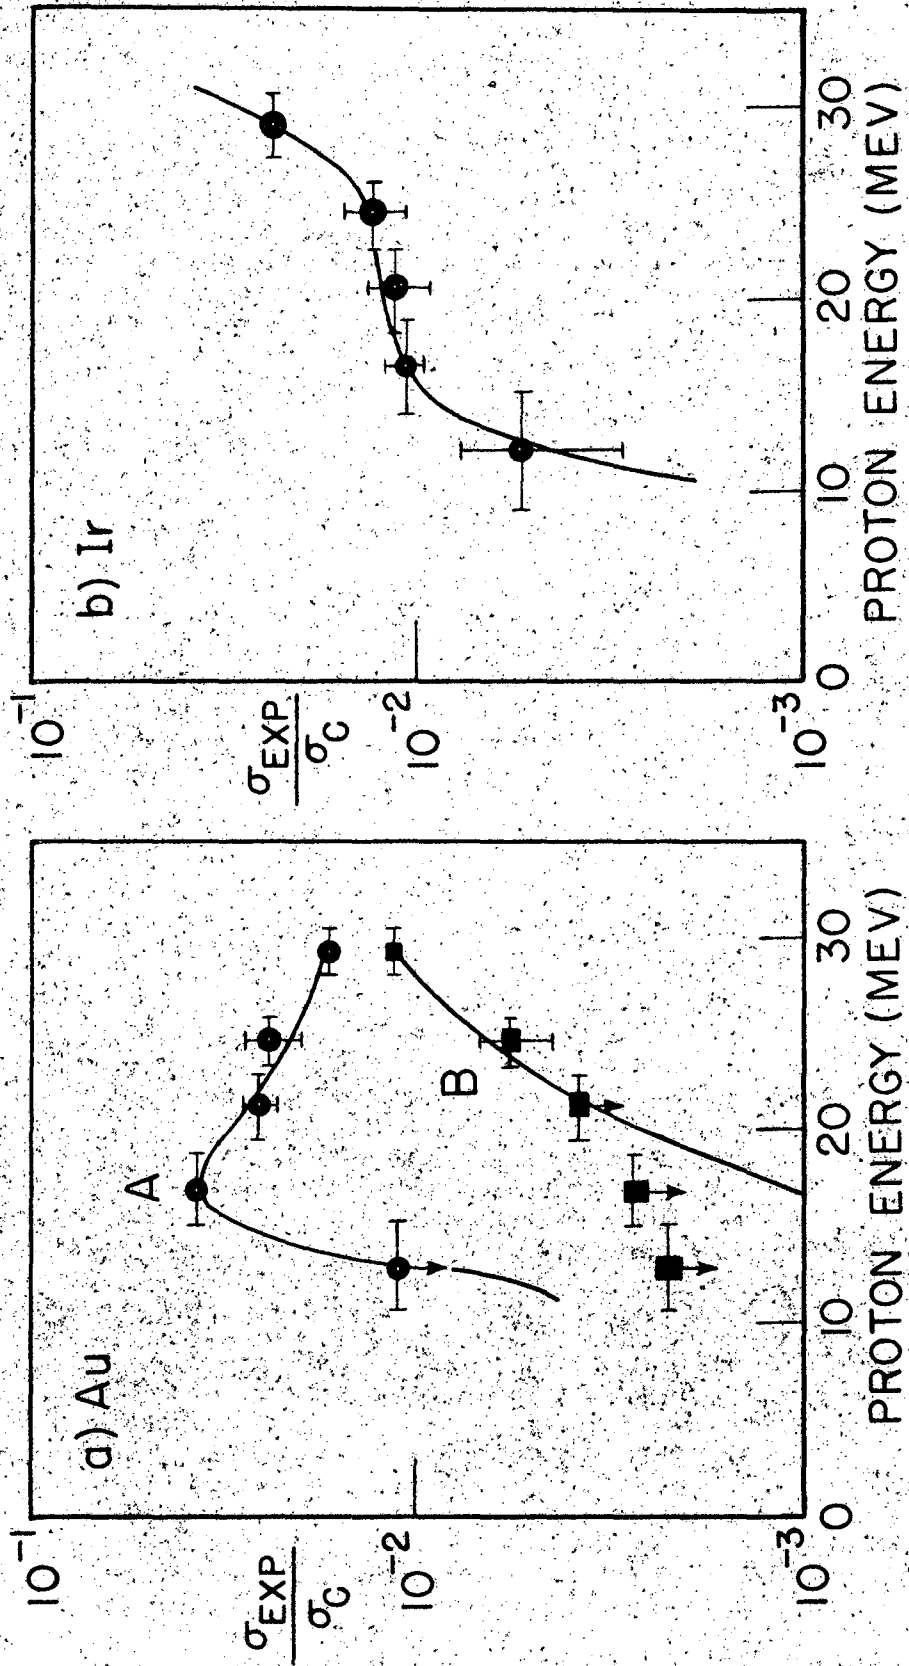 a) Au
10⁻¹
σEXP
σC
10⁻²
10⁻³
A
B
0
10
20
30
PROTON ENERGY (MEV)
b) Ir
10⁻¹
σEXP
σC
10⁻²
10⁻³
0
10
20
30
PROTON ENERGY (MEV)